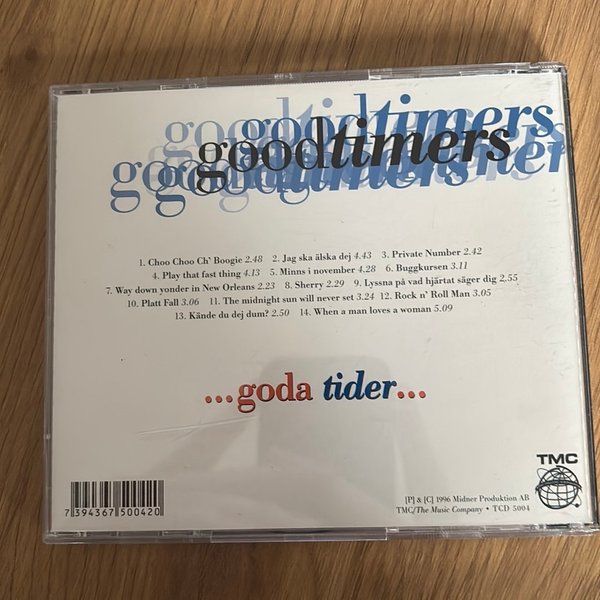 goodtimers
goodtimers
goodtimers
1. Choo Choo Ch' Boogie 2.48 2. Jag ska älska dej 4.43 3. Private Number 2.42
4. Play that fast thing 4.13 5. Minns i november 4.28 6. Buggkursen 3.11
7. Way down yonder in New Orleans 2.23 8. Sherry 2.29 9. Lyssna på vad hjärtat säger dig 2.55
10. Platt Fall 3.06 11. The midnight sun will never set 3.24 12. Rock n' Roll Man 3.05
13. Kände du dej dum? 2.50 14. When a man loves a woman 5.09
...goda tider...
TMC
7 394367 500420
[P] & [C] 1996 Midner Produktion AB
TMC/The Music Company • TCD 5004